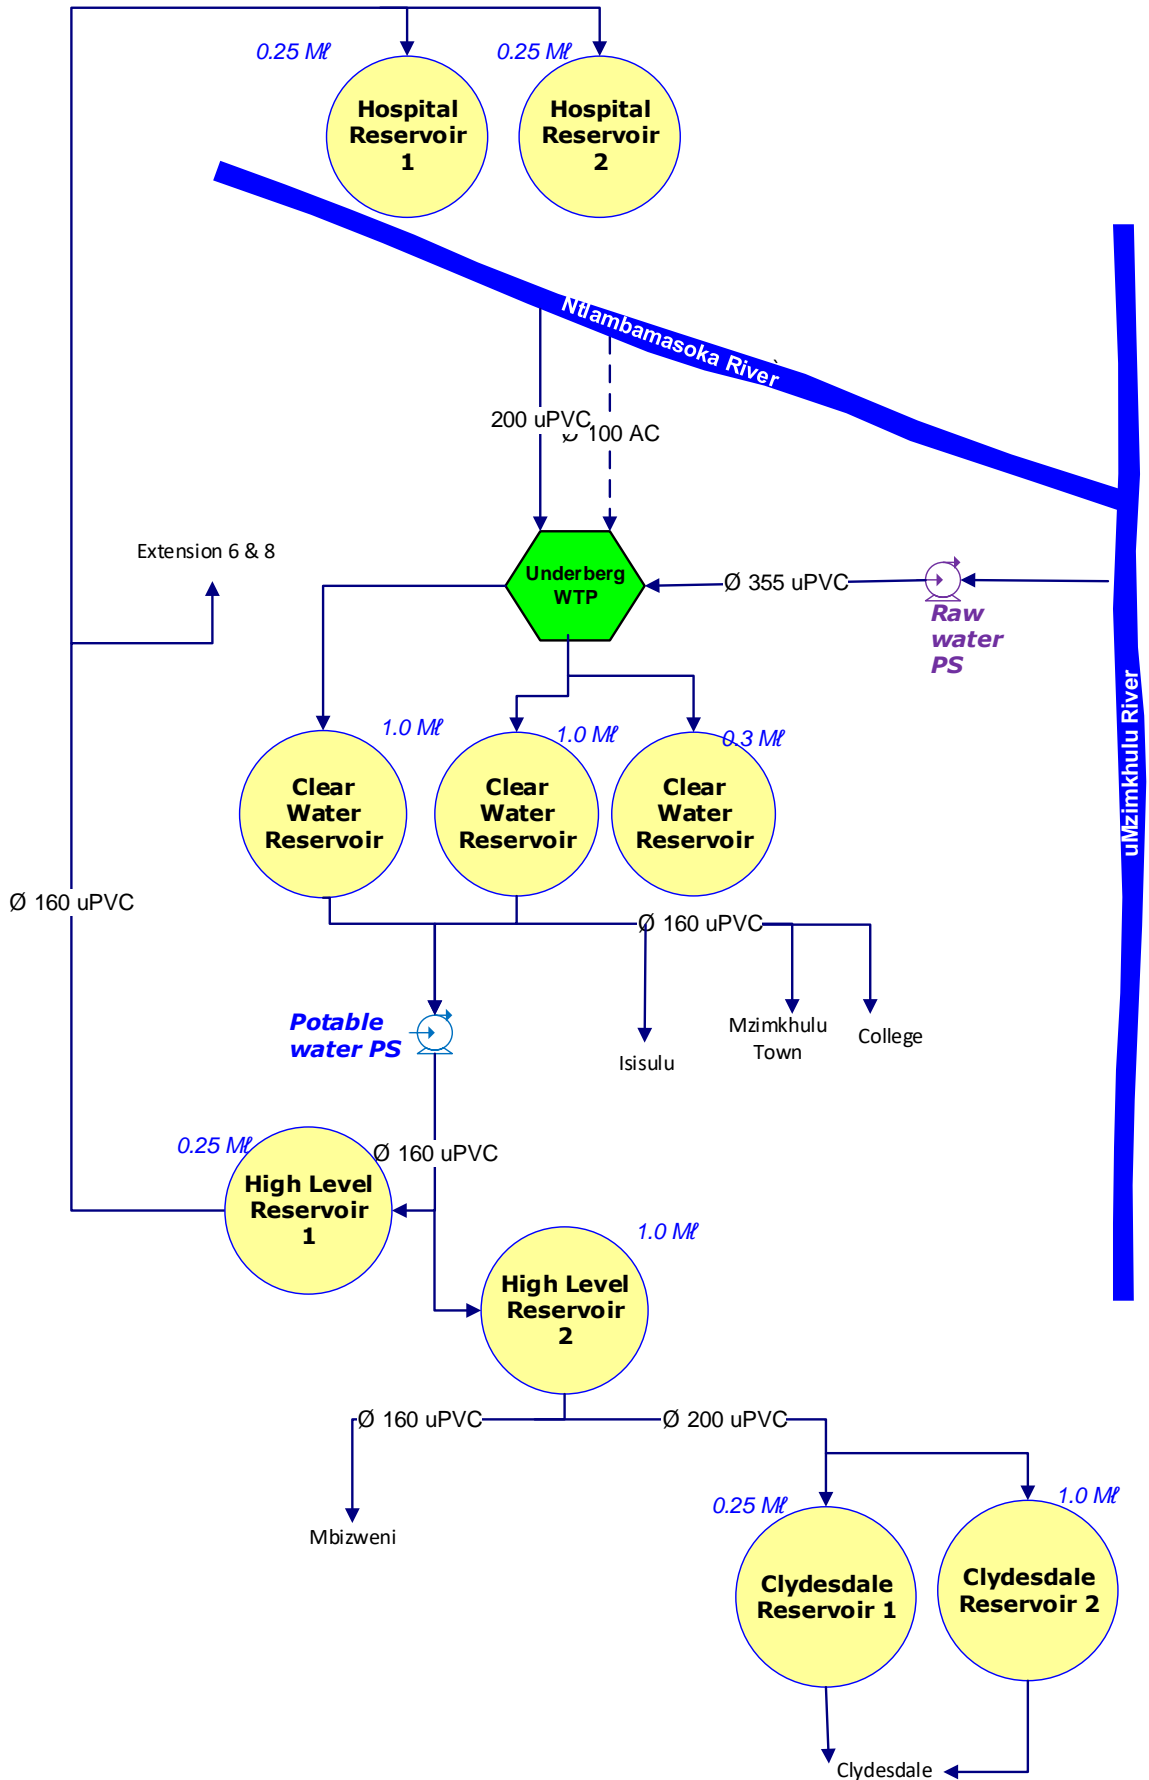 0.25 Mℓ
0.25 Mℓ
Hospital
Reservoir
1
Hospital
Reservoir
2
Ntlambamasoka River
200 uPVC
Ø 100 AC
Extension 6 & 8
Underberg
WTP
Ø 355 uPVC
Raw
water
PS
uMzimkhulu River
1.0 Mℓ
1.0 Mℓ
0.3 Mℓ
Clear
Water
Reservoir
Clear
Water
Reservoir
Clear
Water
Reservoir
Ø 160 uPVC
Ø 160 uPVC
Potable
water PS
Isisulu
Mzimkhulu
Town
College
0.25 Mℓ
Ø 160 uPVC
High Level
Reservoir
1
1.0 Mℓ
High Level
Reservoir
2
Ø 160 uPVC
Ø 200 uPVC
Mbizweni
0.25 Mℓ
1.0 Mℓ
Clydesdale
Reservoir 1
Clydesdale
Reservoir 2
Clydesdale